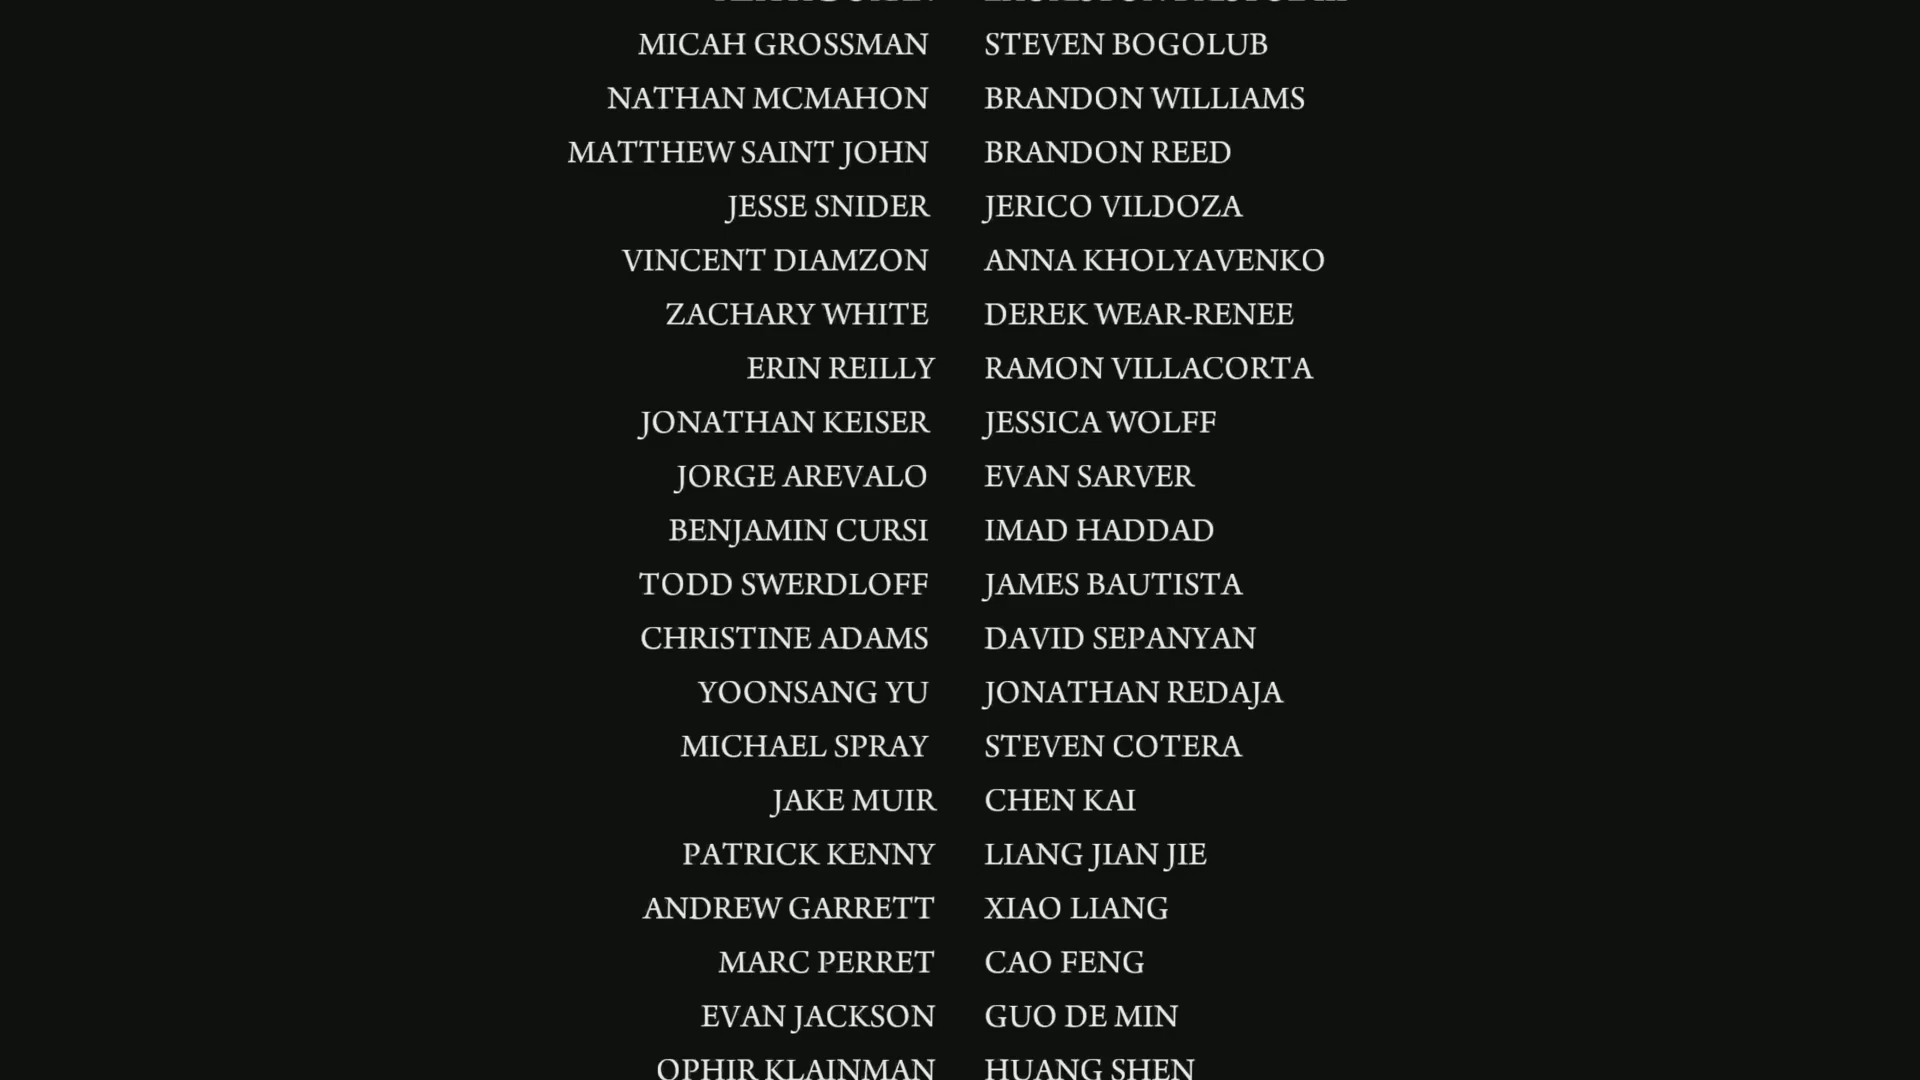 MICAH GROSSMAN STEVEN BOGOLUB
NATHAN MCMAHON BRANDON WILLIAMS
MATTHEW SAINT JOHN BRANDON REED
JESSE SNIDER JERICO VILDOZA
VINCENT DIAMZON ANNA KHOLYAVENKO
ZACHARY WHITE DEREK WEAR-RENEE
ERIN REILLY RAMON VILLACORTA
JONATHAN KEISER JESSICA WOLFF
JORGE AREVALO EVAN SARVER
BENJAMIN CURSI IMAD HADDAD
TODD SWERDLOFF JAMES BAUTISTA
CHRISTINE ADAMS DAVID SEPANYAN
YOONSANG YU JONATHAN REDAJA
MICHAEL SPRAY STEVEN COTERA
JAKE MUIR CHEN KAI
PATRICK KENNY LIANG JIAN JIE
ANDREW GARRETT XIAO LIANG
MARC PERRET CAO FENG
EVAN JACKSON GUO DE MIN
OPHIR KLAINMAN HUANG SHEN